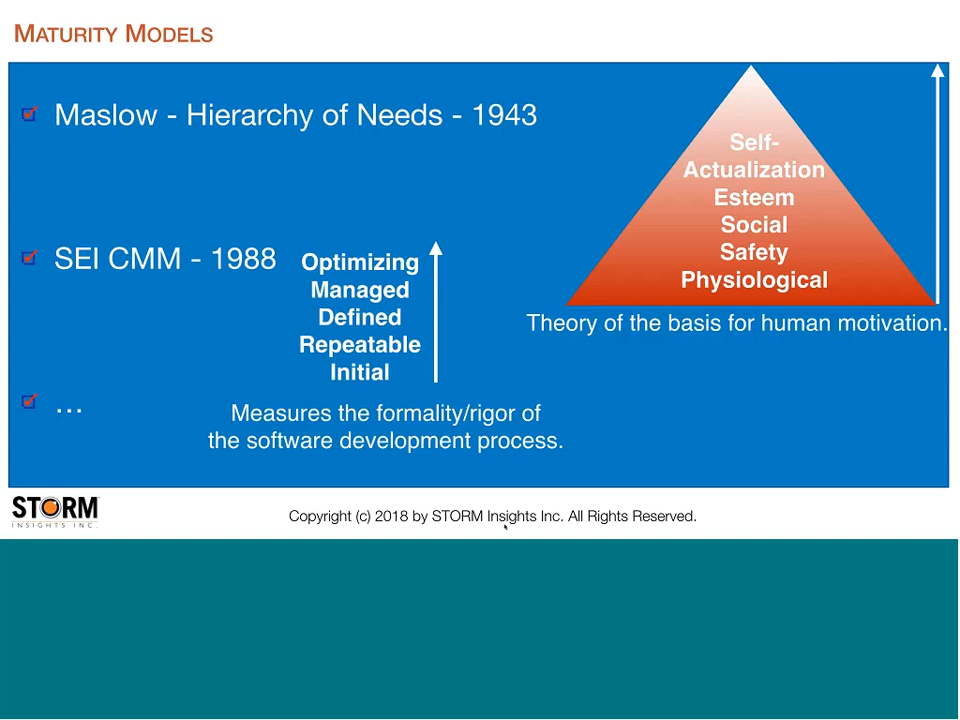 MATURITY MODELS
Maslow - Hierarchy of Needs - 1943
Self-
Actualization
Esteem
Social
Safety
Physiological
Theory of the basis for human motivation.
SEI CMM - 1988
Optimizing
Managed
Defined
Repeatable
Initial
Measures the formality/rigor of
the software development process.
...
STORM
INSIGHTS INC.
Copyright (c) 2018 by STORM Insights Inc. All Rights Reserved.